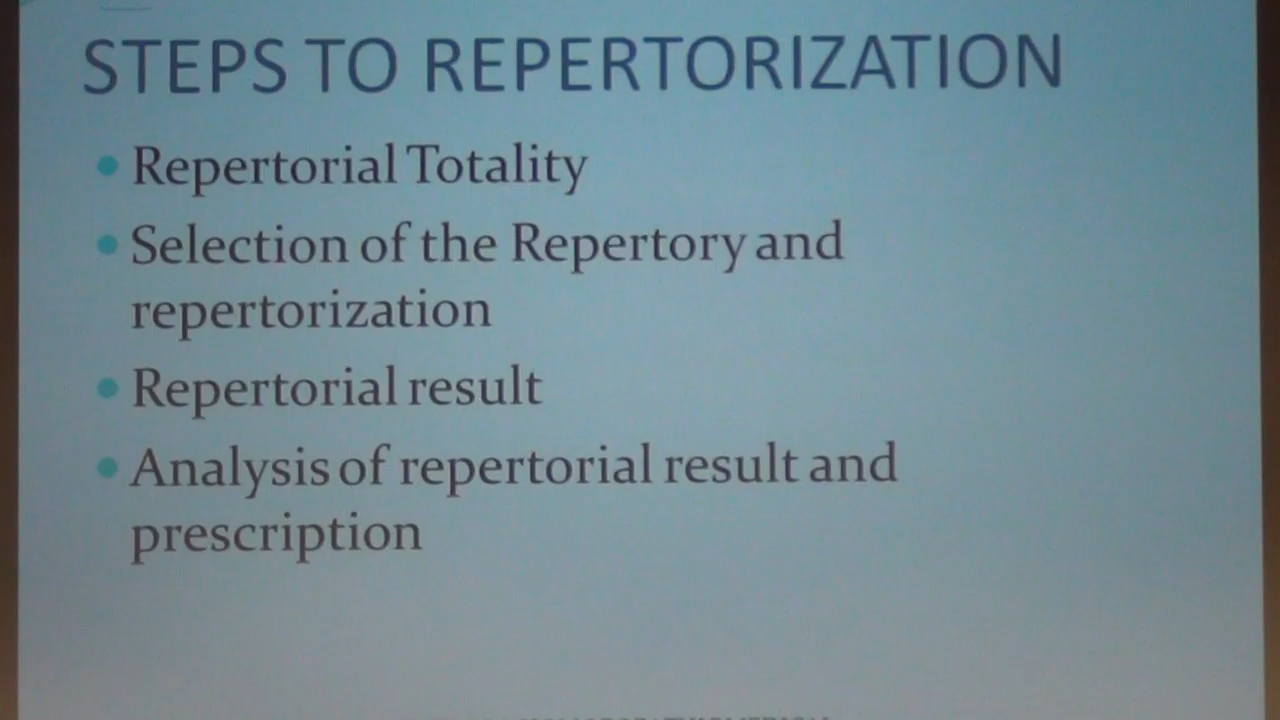 STEPS TO REPERTORIZATION
• Repertorial Totality
• Selection of the Repertory and
repertorization
• Repertorial result
• Analysis of repertorial result and
prescription